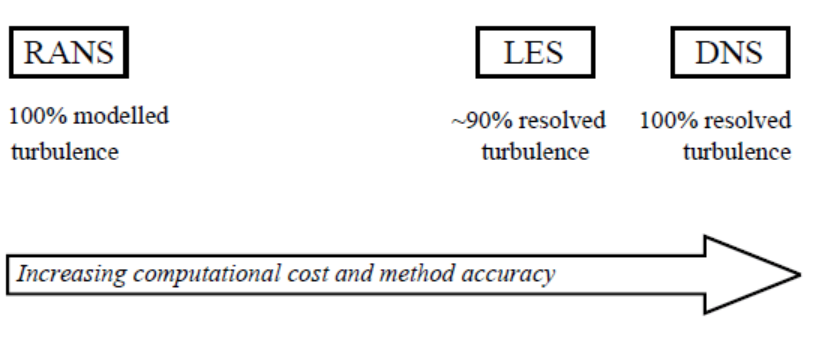 RANS
LES
DNS
100% modelled
turbulence
~90% resolved
turbulence
100% resolved
turbulence
Increasing computational cost and method accuracy